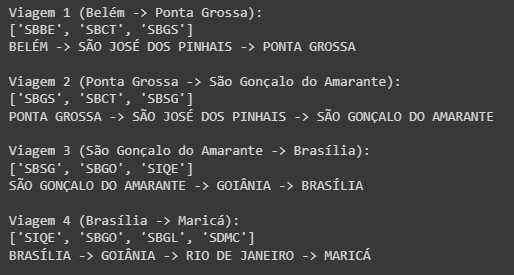 Viagem 1 (Belém -> Ponta Grossa):
['SBBE', 'SBCT', 'SBGS']
BELÉM -> SÃO JOSÉ DOS PINHAIS -> PONTA GROSSA
Viagem 2 (Ponta Grossa -> São Gonçalo do Amarante):
['SBGS', 'SBCT', 'SBSG']
PONTA GROSSA -> SÃO JOSÉ DOS PINHAIS -> SÃO GONÇALO DO AMARANTE
Viagem 3 (São Gonçalo do Amarante -> Brasília):
['SBSG', 'SBGO', 'SIQE']
SÃO GONÇALO DO AMARANTE -> GOIÂNIA -> BRASÍLIA
Viagem 4 (Brasília -> Maricá):
['SIQE', 'SBGO', 'SBGL', 'SDMC']
BRASÍLIA -> GOIÂNIA -> RIO DE JANEIRO -> MARICÁ